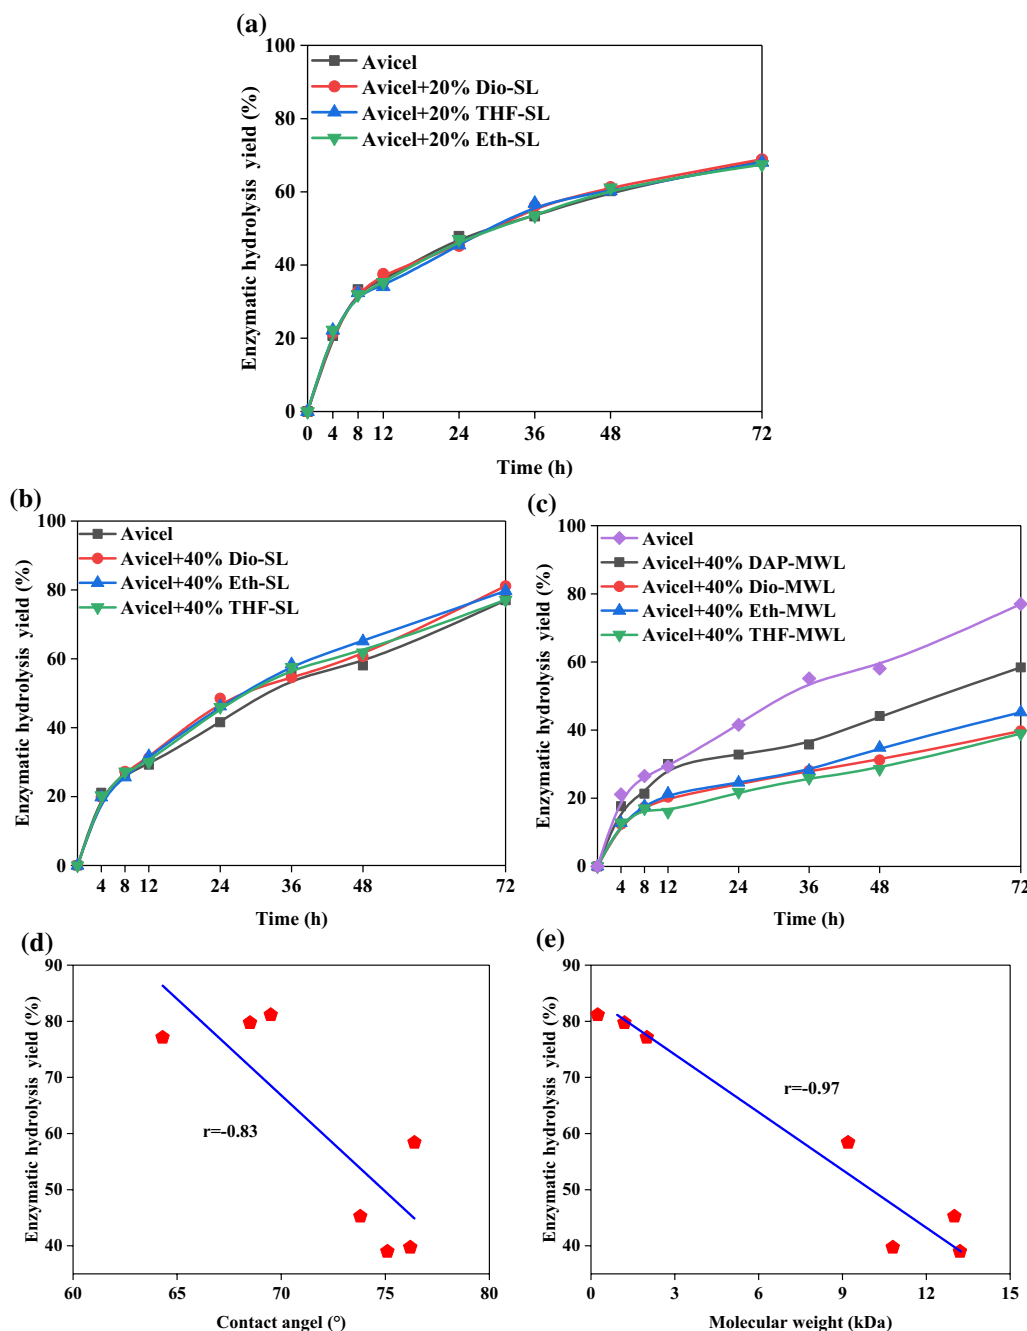 (a)
100
80
60
40
20
0
Enzymatic hydrolysis yield (%)
Avicel
Avicel+20% Dio-SL
Avicel+20% THF-SL
Avicel+20% Eth-SL
0 4 8 12 24 36 48 72
Time (h)
(b)
100
80
60
40
20
0
Enzymatic hydrolysis yield (%)
Avicel
Avicel+40% Dio-SL
Avicel+40% Eth-SL
Avicel+40% THF-SL
4 8 12 24 36 48 72
Time (h)
(c)
100
80
60
40
20
0
Enzymatic hydrolysis yield (%)
Avicel
Avicel+40% DAP-MWL
Avicel+40% Dio-MWL
Avicel+40% Eth-MWL
Avicel+40% THF-MWL
4 8 12 24 36 48 72
Time (h)
(d)
90
80
70
60
50
40
Enzymatic hydrolysis yield (%)
r=-0.83
60 65 70 75 80
Contact angel (°)
(e)
90
80
70
60
50
40
Enzymatic hydrolysis yield (%)
r=-0.97
0 3 6 9 12 15
Molecular weight (kDa)